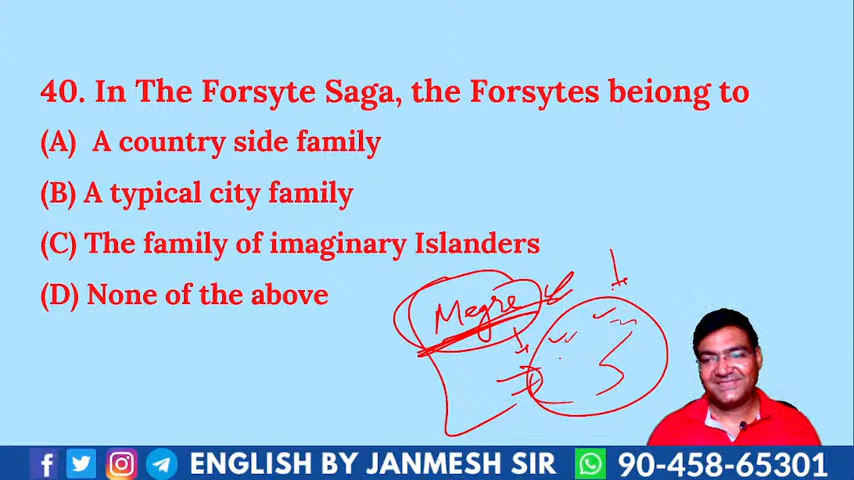 40. In The Forsyte Saga, the Forsytes beiong to
(A) A country side family
(B) A typical city family
(C) The family of imaginary Islanders
(D) None of the above
ENGLISH BY JANMESH SIR 90-458-65301